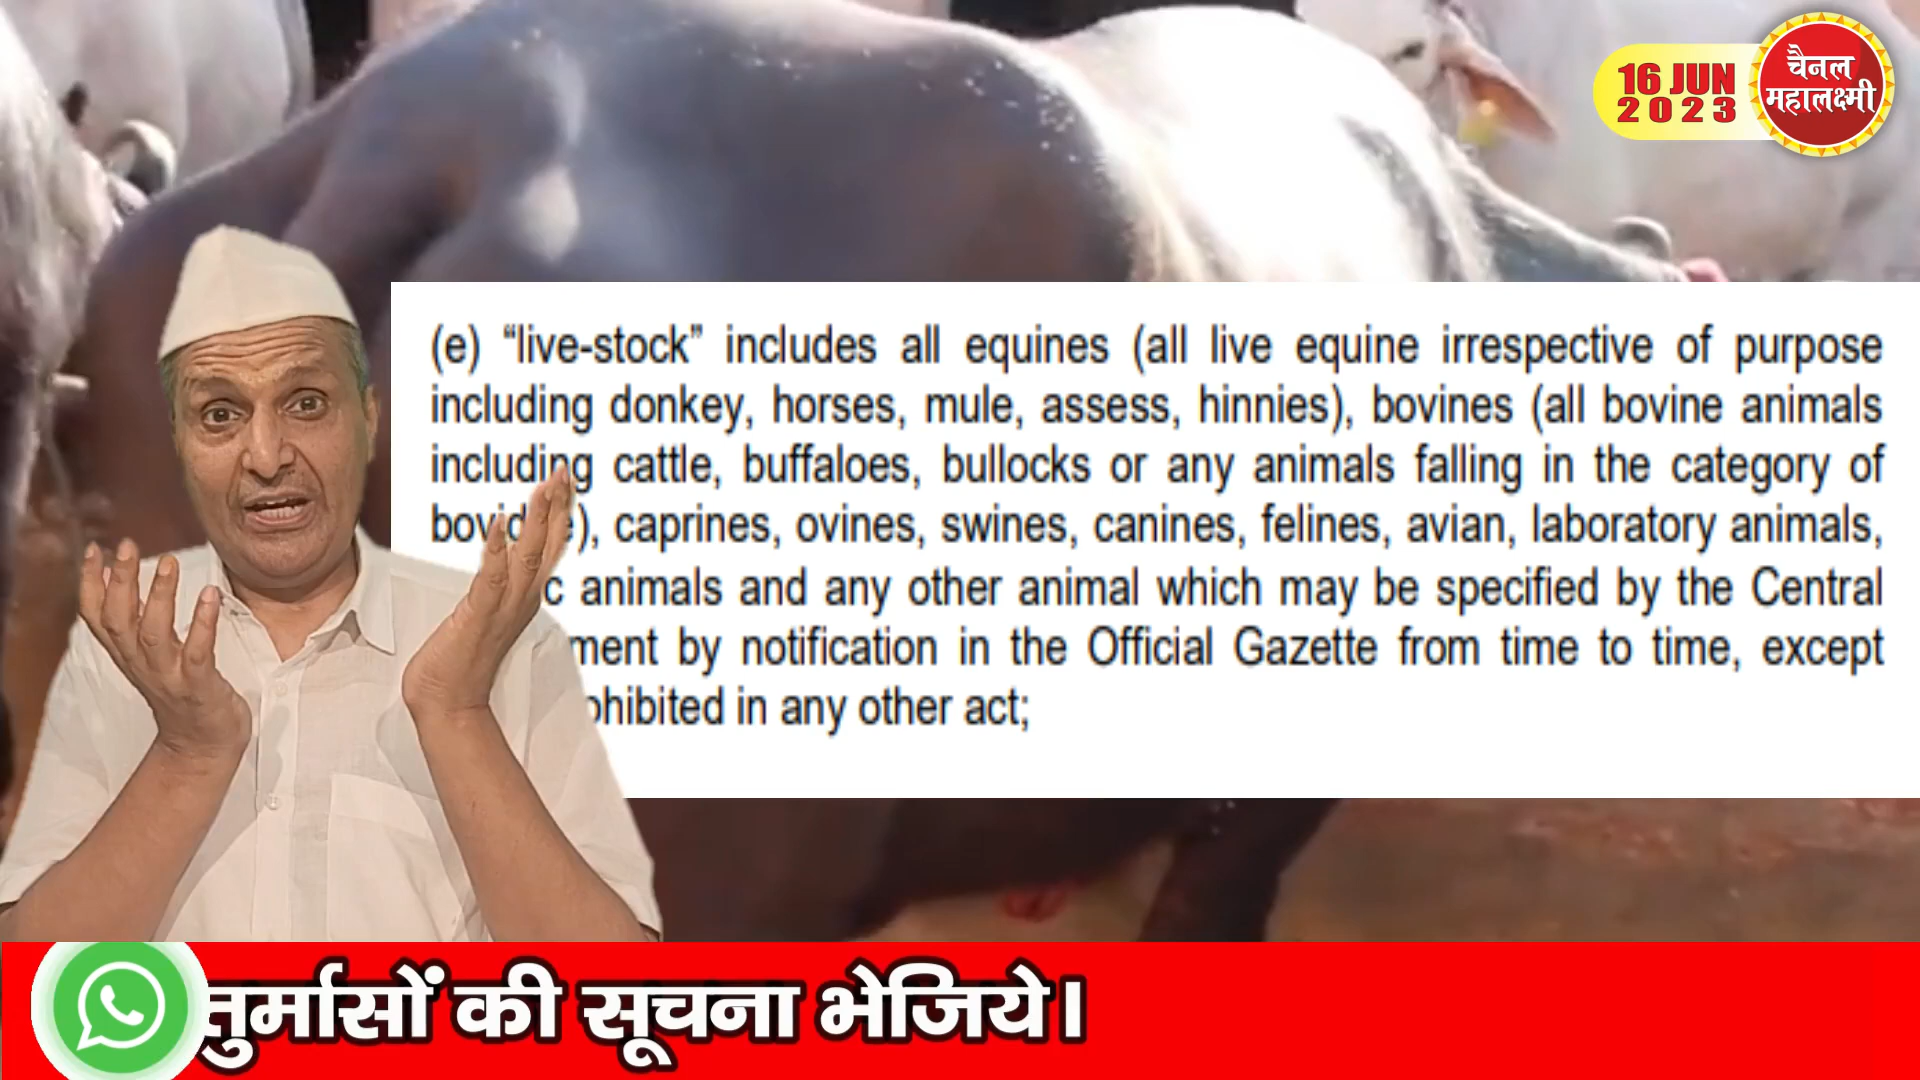 16 JUN
2023
चैनल
महालक्ष्मी
(e) “live-stock” includes all equines (all live equine irrespective of purpose
including donkey, horses, mule, assess, hinnies), bovines (all bovine animals
including cattle, buffaloes, bullocks or any animals falling in the category of
caprines, ovines, swines, canines, felines, avian, laboratory animals,
animals and any other animal which may be specified by the Central
by notification in the Official Gazette from time to time, except
in any other act;
की सूचना भेजिये।